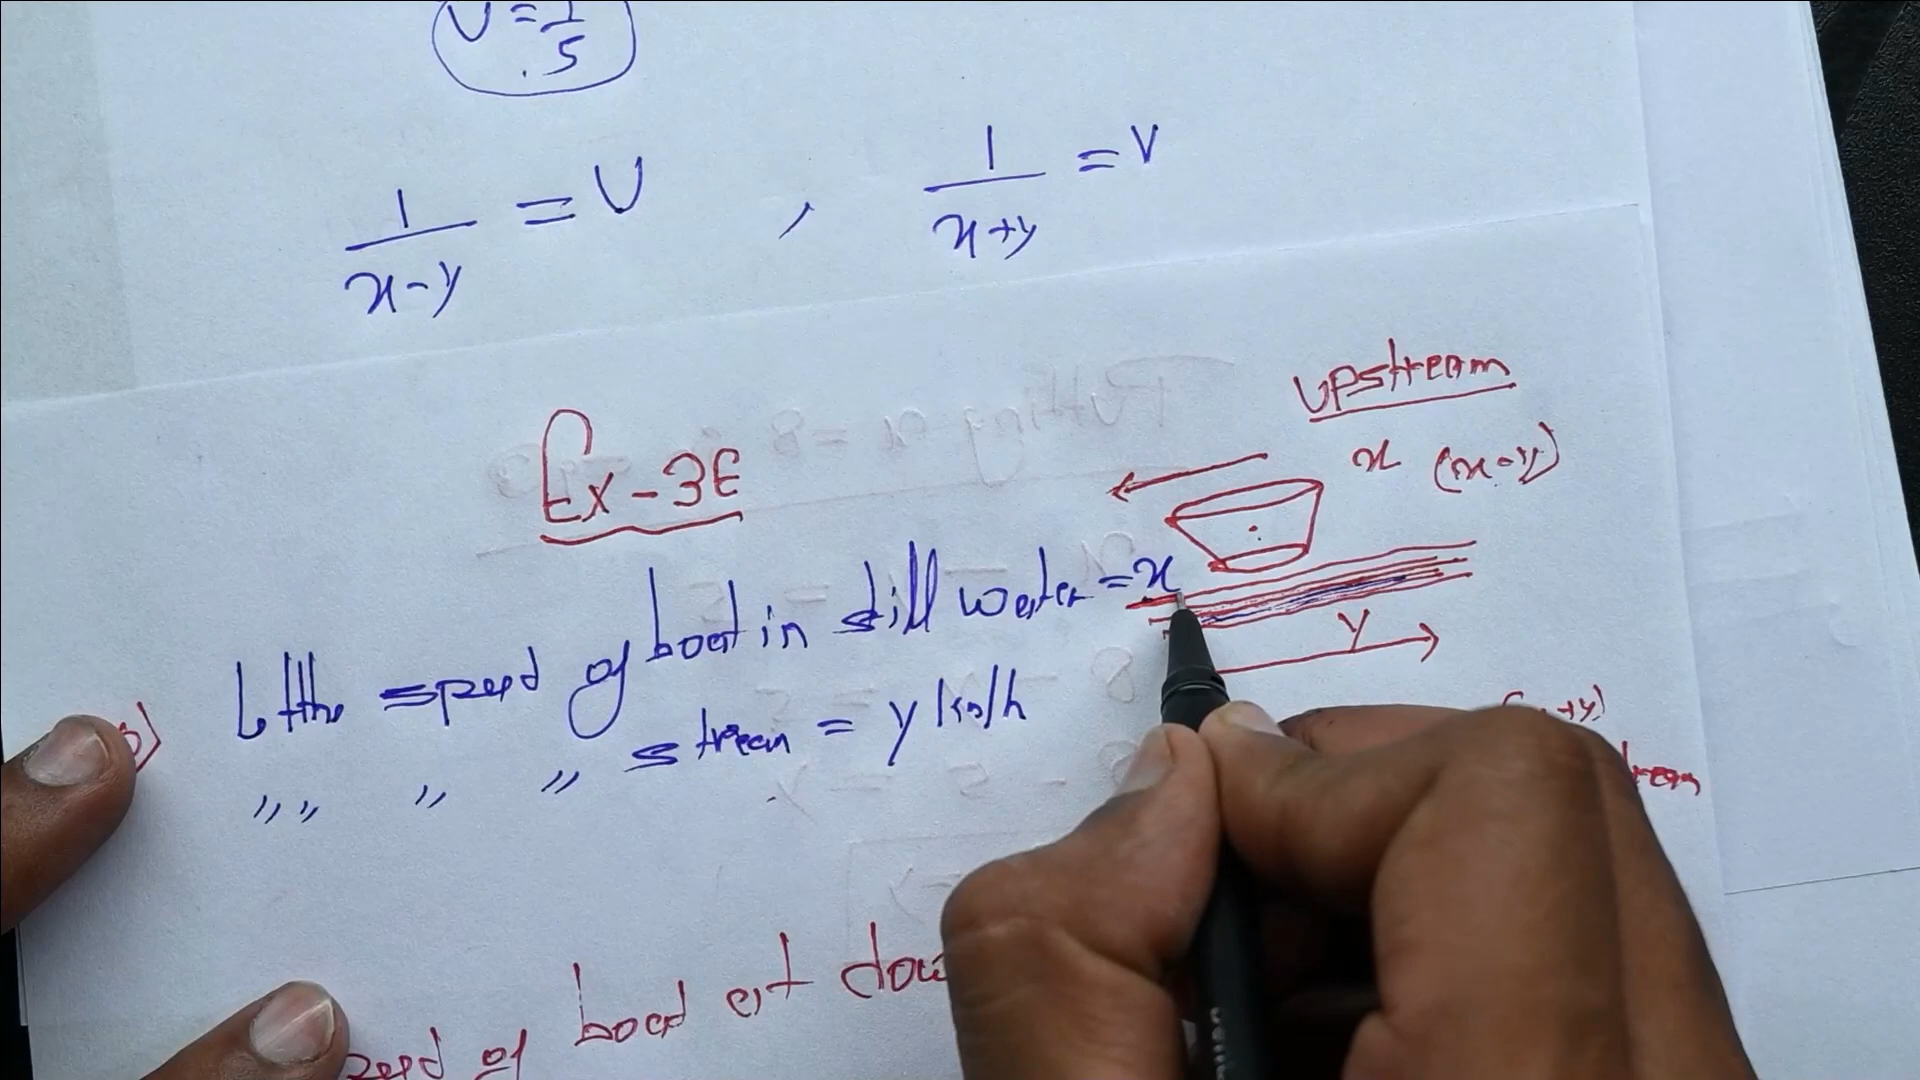 U = 1/5
1/(x-y) = U , 1/(x+y) = V
Upstream
x (x-y)
Ex-3E
Let the speed of boat in still water = x
y
,, ,, ,, ,, stream = y km/h
+y)
speed of boat at dow